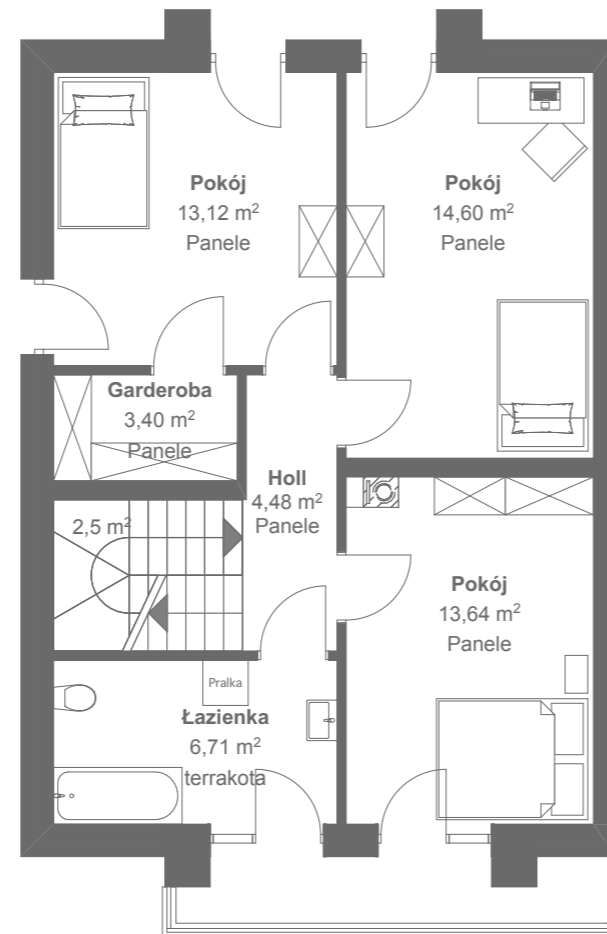 Pokój
13,12 m²
Panele
Pokój
14,60 m²
Panele
Garderoba
3,40 m²
Panele
Holl
4,48 m²
Panele
2,5 m²
Pokój
13,64 m²
Panele
Pralka
Łazienka
6,71 m²
terrakota